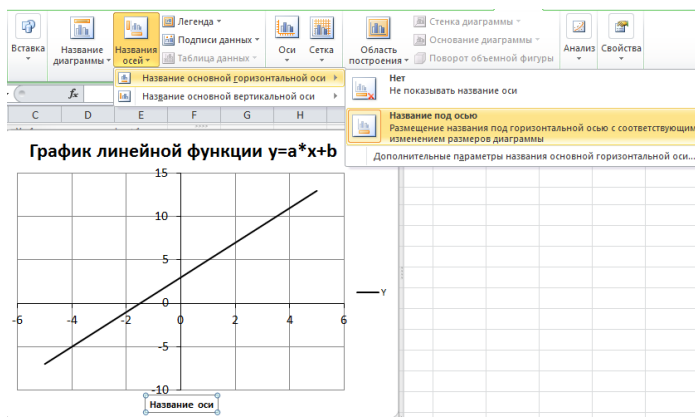 Вставка
Название диаграммы
Названия осей
Легенда
Подписи данных
Таблица данных
Оси
Сетка
Область построения
Стенка диаграммы
Основание диаграммы
Поворот объемной фигуры
Анализ
Свойства
Название основной горизонтальной оси
Название основной вертикальной оси
Нет
Не показывать название оси
Название под осью
Размещение названия под горизонтальной осью с соответствующим
изменением размеров диаграммы
Дополнительные параметры названия основной горизонтальной оси...
fx
C D E F G H
График линейной функции y=a*x+b
15
10
5
0
-5
-10
-6 -4 -2 0 2 4 6
Y
Название оси